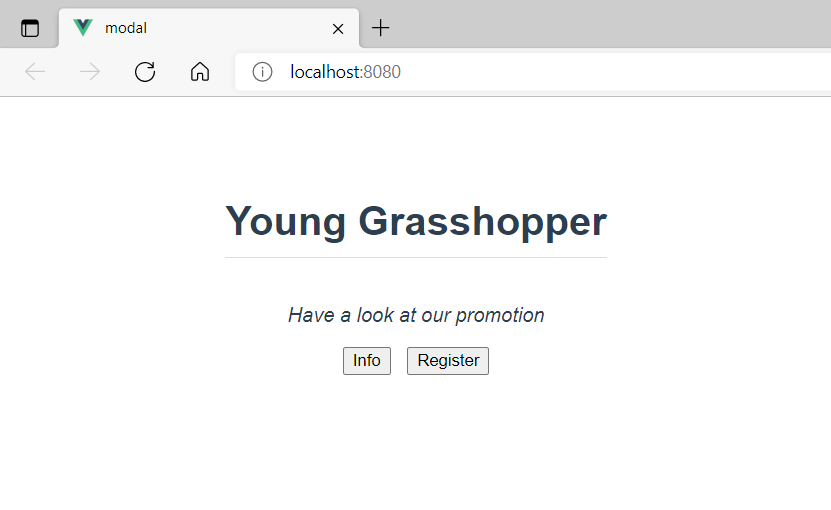 modal
localhost:8080
Young Grasshopper
Have a look at our promotion
Info Register